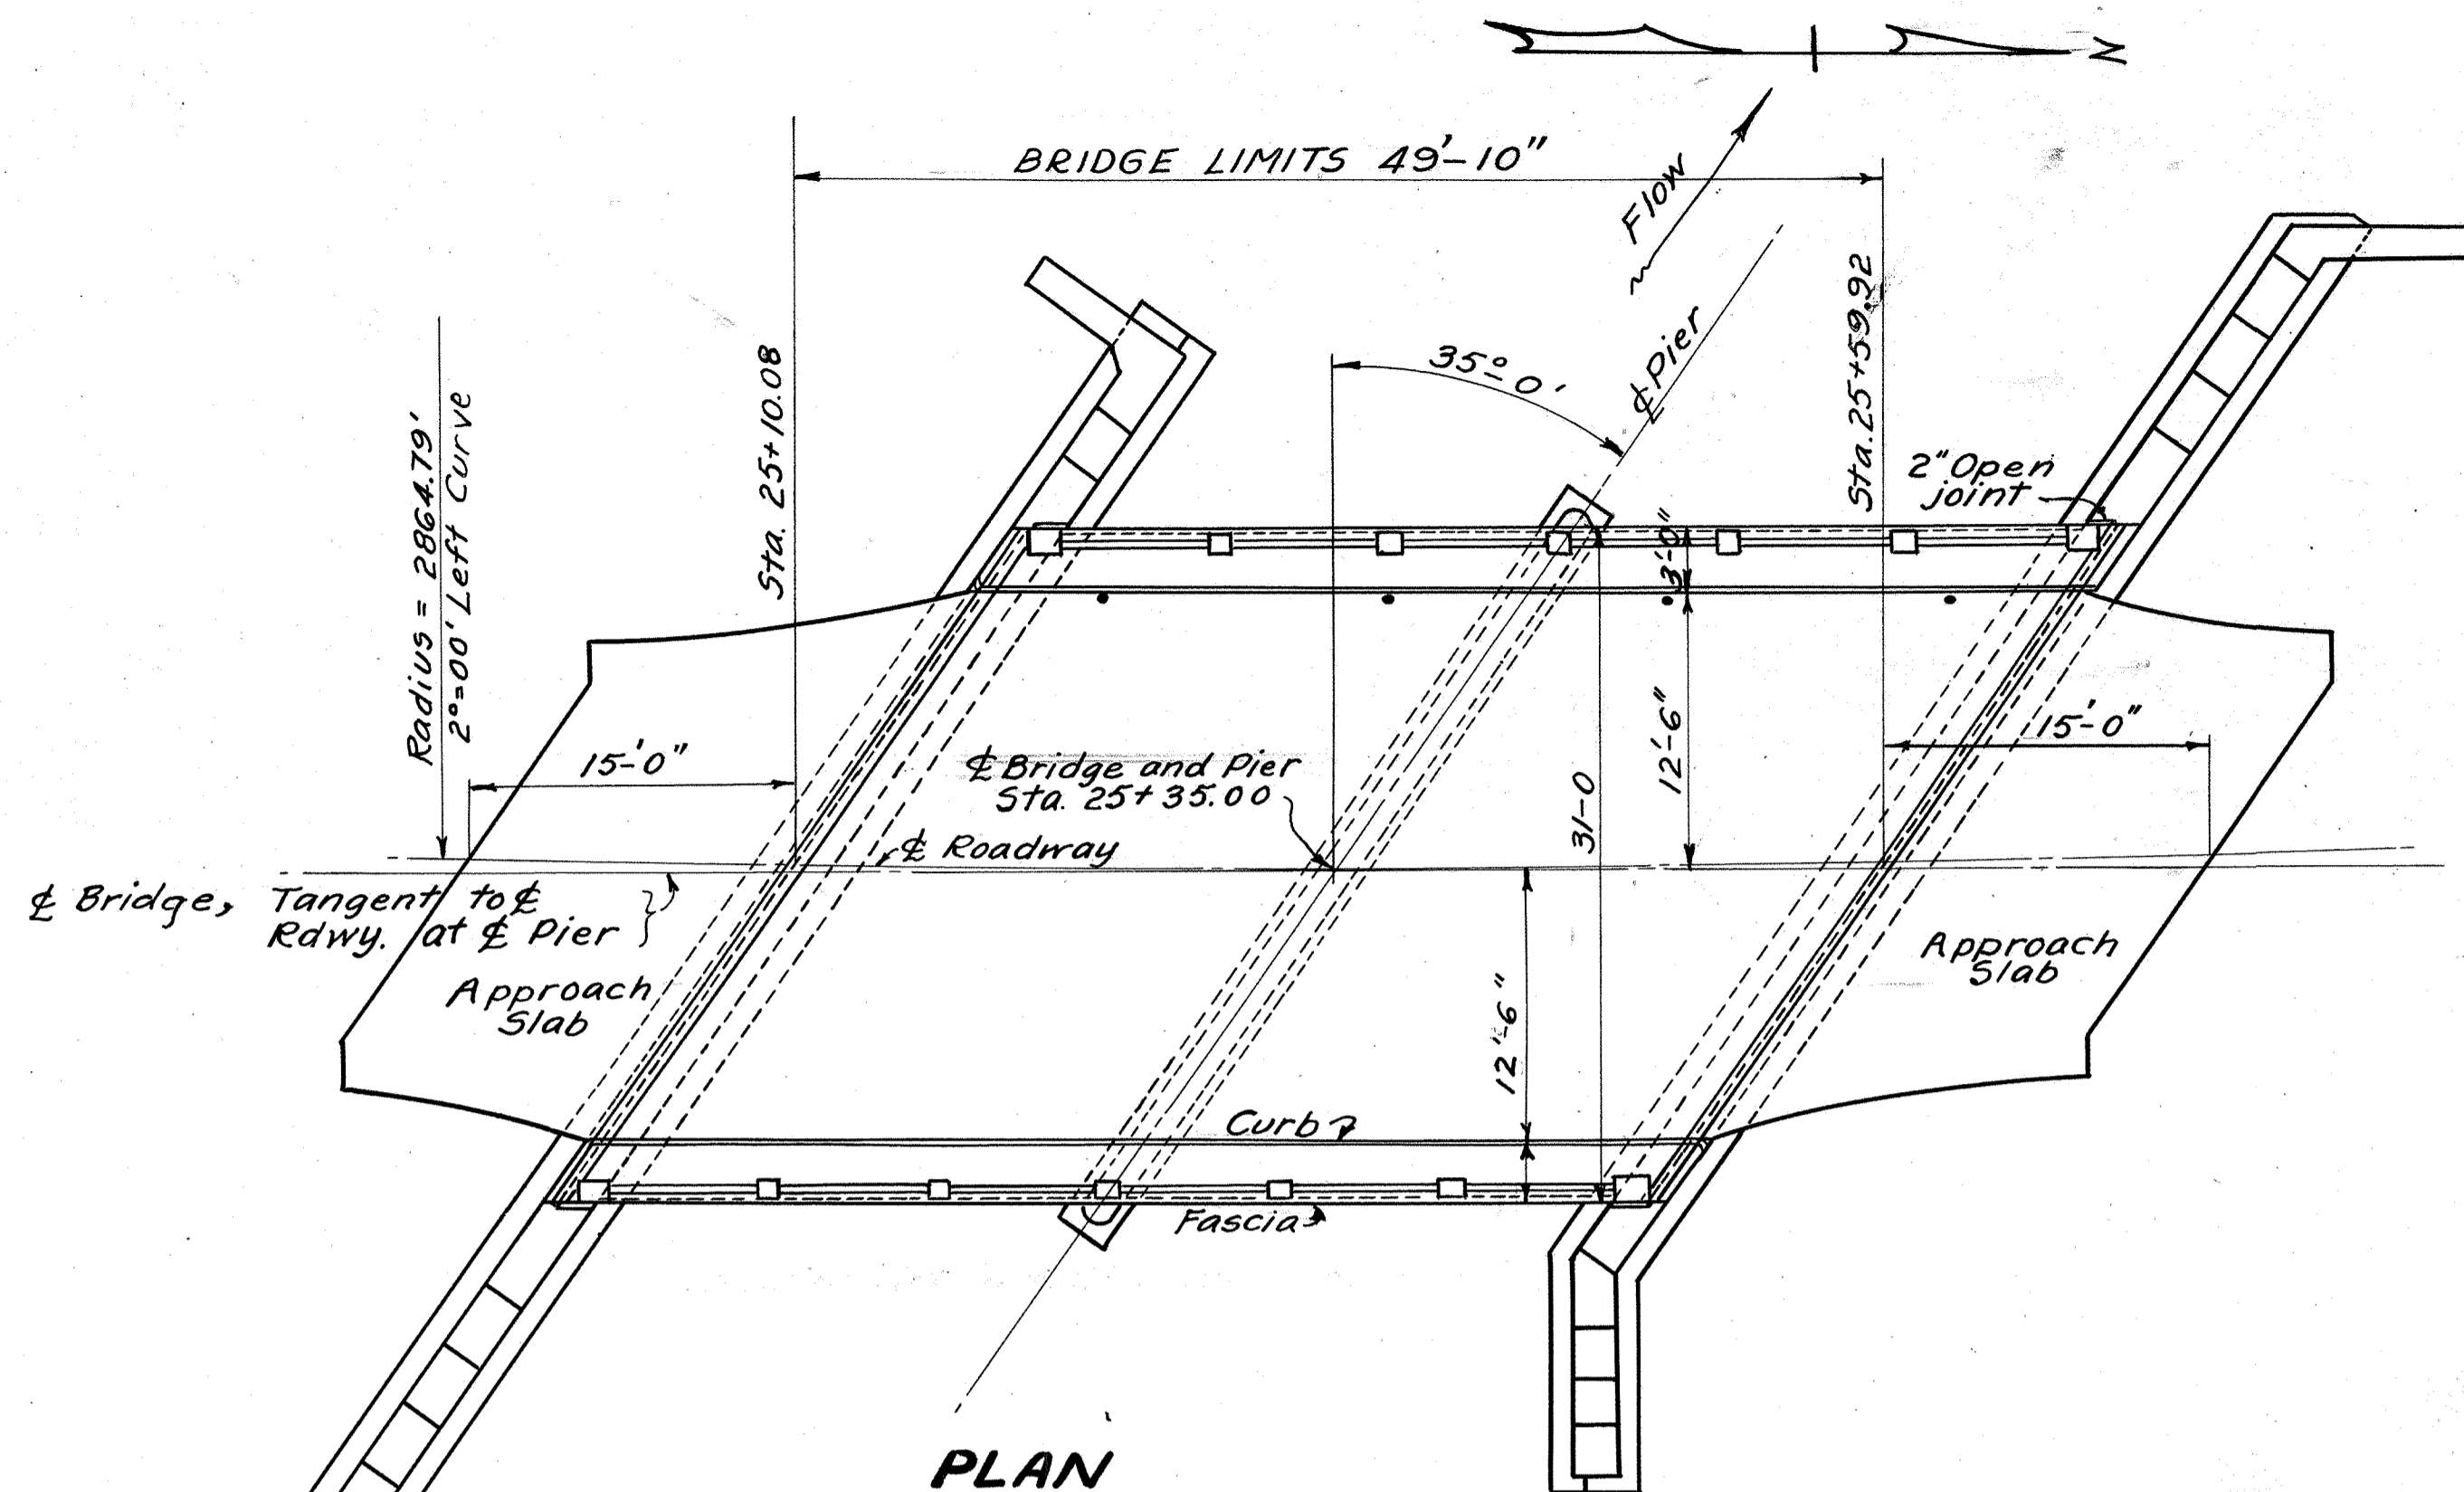 N
BRIDGE LIMITS 49'-10"
Flow
Sta. 25+10.08
35°-0'
℄ Pier
Sta. 25+59.92
2" Open
joint
Radius = 2864.79'
2°=00' Left Curve
3'-0"
15'-0"
12'-6"
15'-0"
℄ Bridge and Pier
Sta. 25+35.00
31-0
℄ Roadway
℄ Bridge, Tangent to ℄
Rdwy. at ℄ Pier
Approach
Slab
Approach
Slab
12'-6"
Curb
Fascia
PLAN